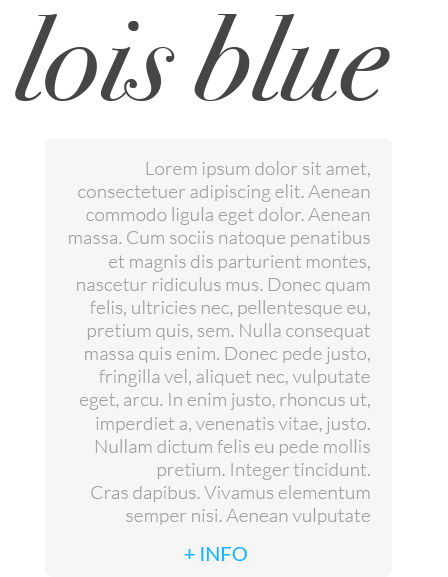 lois blue
Lorem ipsum dolor sit amet,
consectetuer adipiscing elit. Aenean
commodo ligula eget dolor. Aenean
massa. Cum sociis natoque penatibus
et magnis dis parturient montes,
nascetur ridiculus mus. Donec quam
felis, ultricies nec, pellentesque eu,
pretium quis, sem. Nulla consequat
massa quis enim. Donec pede justo,
fringilla vel, aliquet nec, vulputate
eget, arcu. In enim justo, rhoncus ut,
imperdiet a, venenatis vitae, justo.
Nullam dictum felis eu pede mollis
pretium. Integer tincidunt.
Cras dapibus. Vivamus elementum
semper nisi. Aenean vulputate
+ INFO